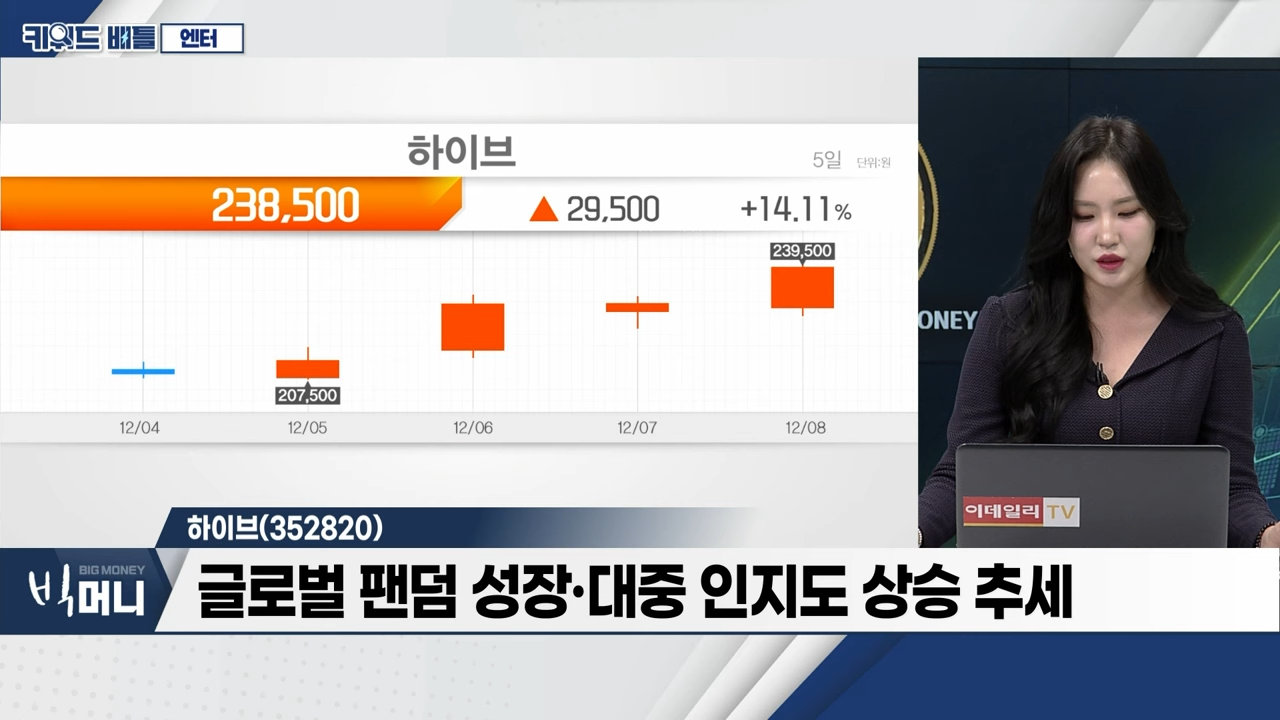 키워드 배틀 엔터
하이브
5일 단위:원
238,500 ▲ 29,500 +14.11%
239,500
207,500
12/04 12/05 12/06 12/07 12/08
ONEY
이데일리 TV
하이브(352820)
BIG MONEY
빅머니
글로벌 팬덤 성장·대중 인지도 상승 추세